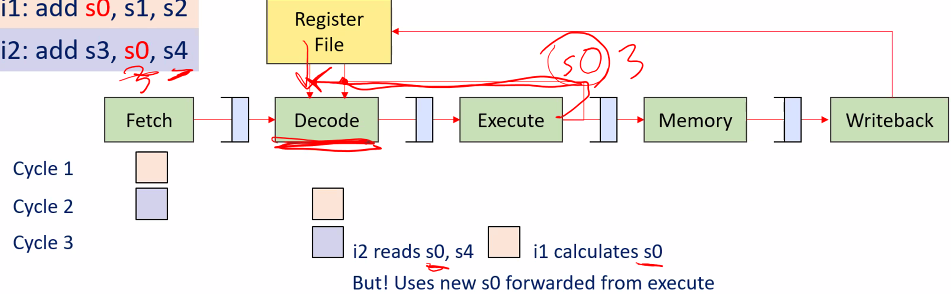 i1: add s0, s1, s2
i2: add s3, s0, s4
Register
File
s0 3
3 7
Fetch
Decode
Execute
Memory
Writeback
Cycle 1
Cycle 2
Cycle 3
i2 reads s0, s4
i1 calculates s0
But! Uses new s0 forwarded from execute